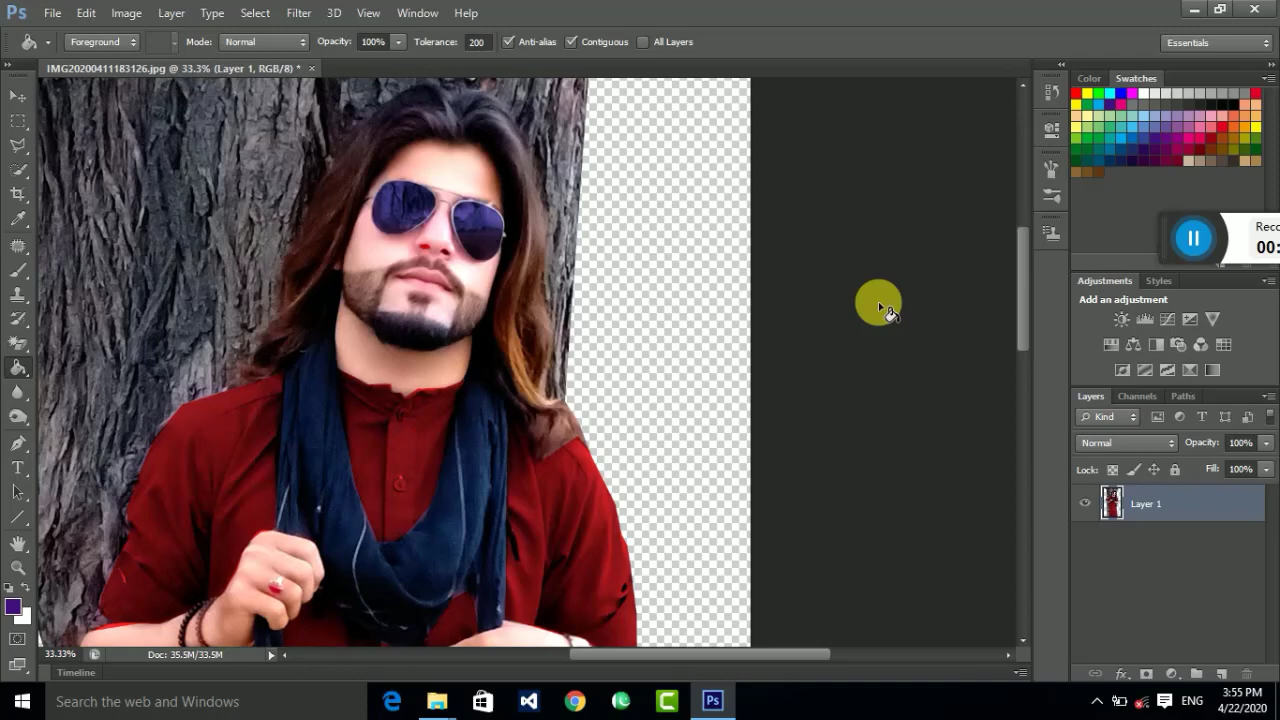 Ps File Edit Image Layer Type Select Filter 3D View Window Help
Foreground Mode: Normal Opacity: 100% Tolerance: 200 Anti-alias Contiguous All Layers Essentials
IMG20200411183126.jpg @ 33.3% (Layer 1, RGB/8) *
Color Swatches
Reco
00:
Adjustments Styles
Add an adjustment
Layers Channels Paths
Kind
Normal Opacity: 100%
Lock: Fill: 100%
Layer 1
33.33% Doc: 35.5M/33.5M
Timeline
Search the web and Windows
Ps
ENG
3:55 PM
4/22/2020